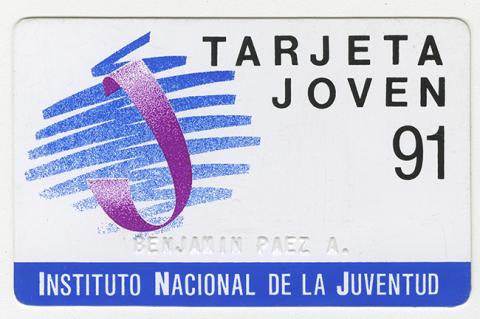 TARJETA
JOVEN
91
BENJAMIN PAEZ A.
INSTITUTO NACIONAL DE LA JUVENTUD